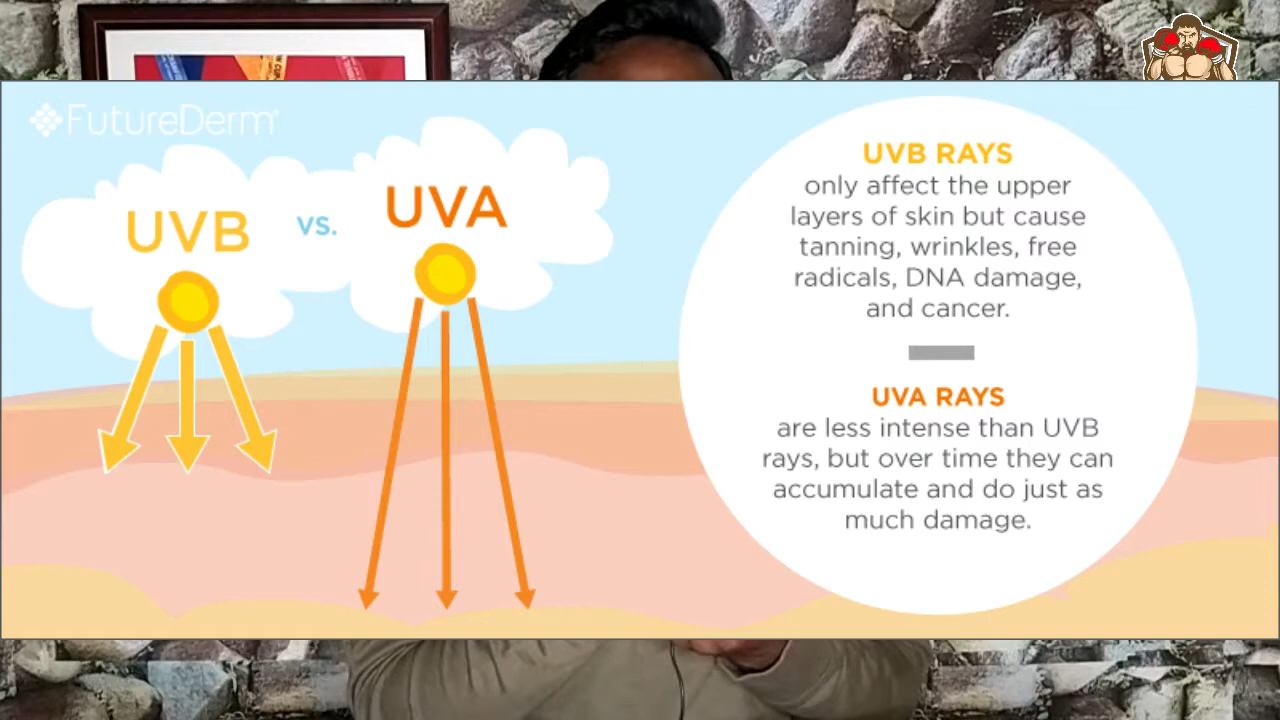 FutureDerm
UVB
vs.
UVA
UVB RAYS
only affect the upper
layers of skin but cause
tanning, wrinkles, free
radicals, DNA damage,
and cancer.
UVA RAYS
are less intense than UVB
rays, but over time they can
accumulate and do just as
much damage.